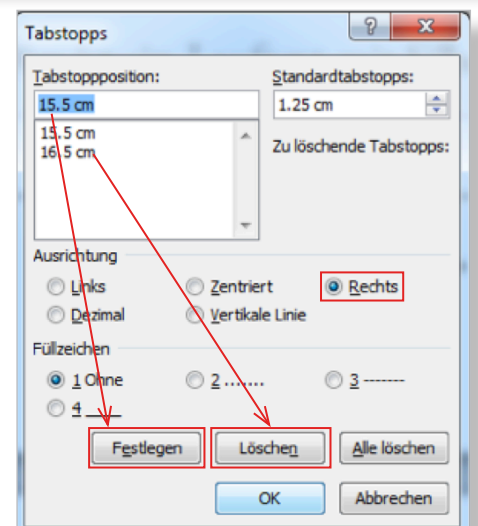 Tabstopps
Tabstoppposition: Standardtabstopps:
15.5 cm 1.25 cm
15.5 cm Zu löschende Tabstopps:
16.5 cm
Ausrichtung
Links Zentriert Rechts
Dezimal Vertikale Linie
Füllzeichen
1 Ohne 2 ....... 3 -------
4 ____
Festlegen Löschen Alle löschen
OK Abbrechen